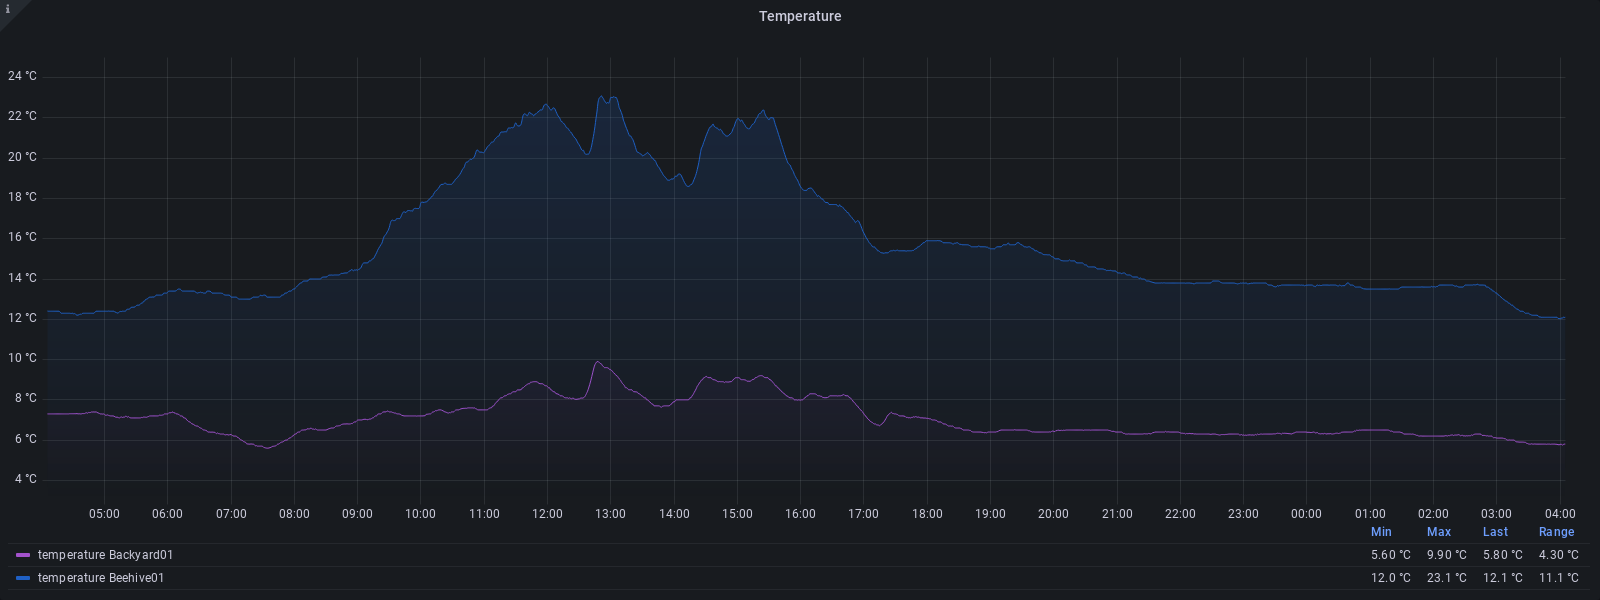 i
Temperature
24 °C
22 °C
20 °C
18 °C
16 °C
14 °C
12 °C
10 °C
8 °C
6 °C
4 °C
05:00 06:00 07:00 08:00 09:00 10:00 11:00 12:00 13:00 14:00 15:00 16:00 17:00 18:00 19:00 20:00 21:00 22:00 23:00 00:00 01:00 02:00 03:00 04:00
Min Max Last Range
temperature Backyard01 5.60 °C 9.90 °C 5.80 °C 4.30 °C
temperature Beehive01 12.0 °C 23.1 °C 12.1 °C 11.1 °C